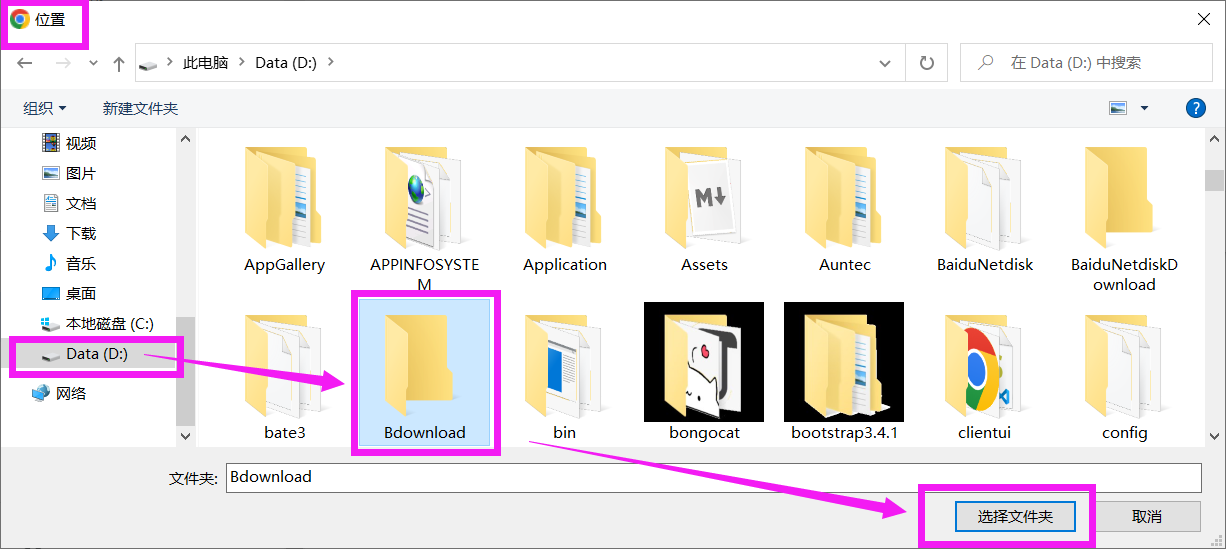 位置
此电脑 Data (D:)
在 Data (D:) 中搜索
组织 新建文件夹
视频
图片
文档
下载
音乐
桌面
本地磁盘 (C:)
Data (D:)
网络
AppGallery
APPINFOSYSTE
M
Application
Assets
Auntec
BaiduNetdisk
BaiduNetdiskD
ownload
bate3
Bdownload
bin
bongocat
bootstrap3.4.1
clientui
config
文件夹: Bdownload
选择文件夹 取消